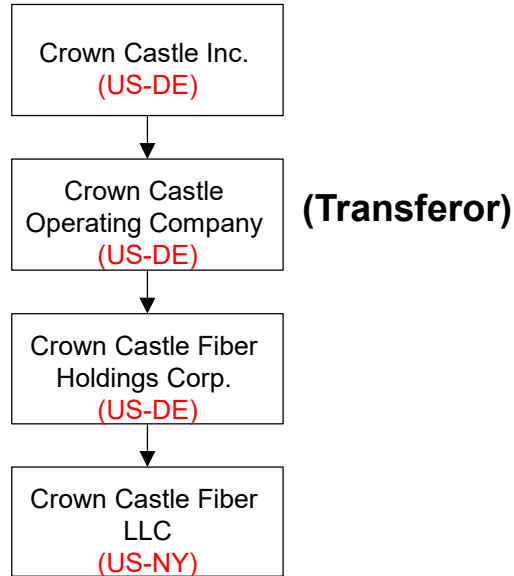 Crown Castle Inc.
(US-DE)
Crown Castle
Operating Company
(US-DE)
(Transferor)
Crown Castle Fiber
Holdings Corp.
(US-DE)
Crown Castle Fiber
LLC
(US-NY)